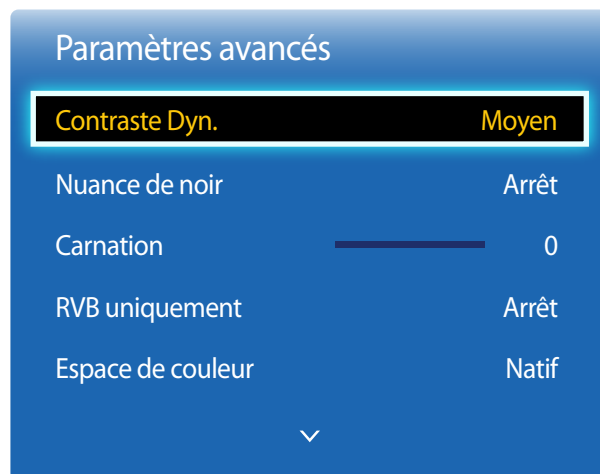 Paramètres avancés
Contraste Dyn. Moyen
Nuance de noir Arrêt
Carnation 0
RVB uniquement Arrêt
Espace de couleur Natif